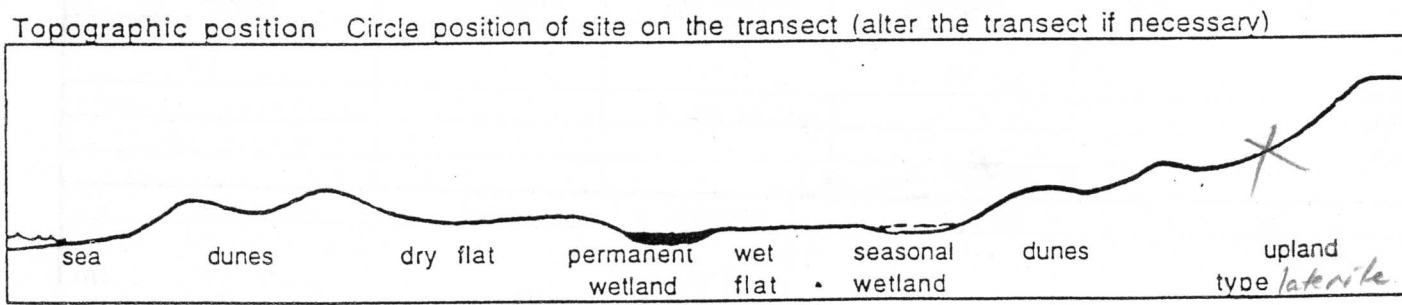 Topographic position Circle position of site on the transect (alter the transect if necessary)
sea dunes dry flat permanent wet seasonal dunes upland
wetland flat wetland type laterite